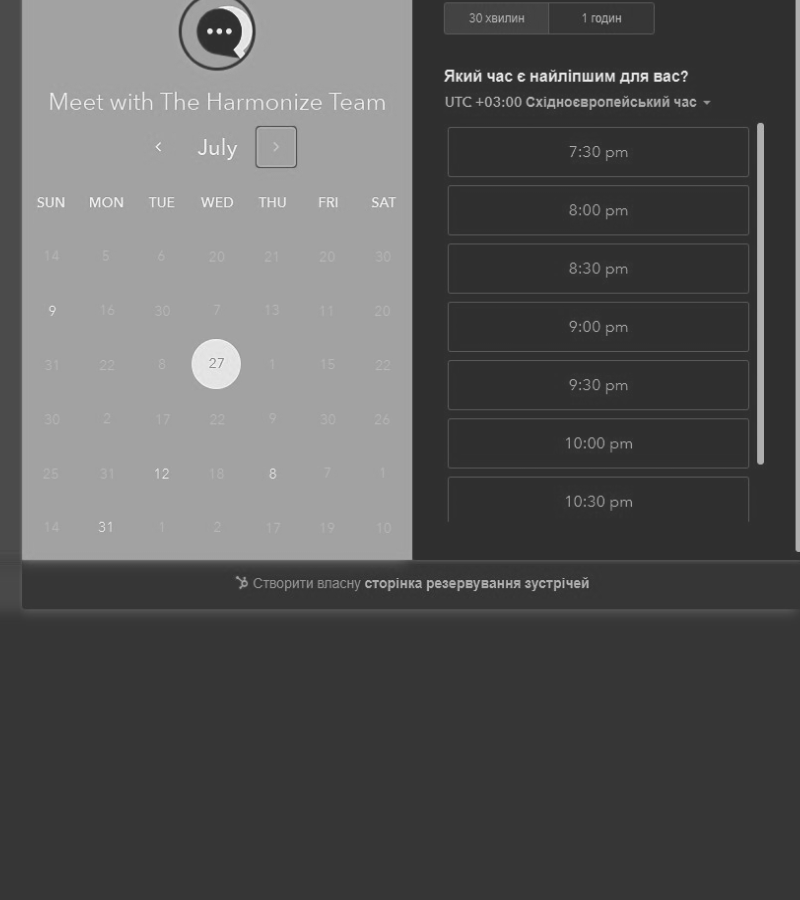 30 хвилин 1 годин
Meet with The Harmonize Team
July
SUN MON TUE WED THU FRI SAT
14 5 6 20 21 20 30
9 16 30 7 13 11 20
31 22 8 27 1 15 22
30 2 17 22 9 30 26
25 31 12 18 8 7 1
14 31 1 2 17 19 10
Який час є найліпшим для вас?
UTC +03:00 Східноєвропейський час
7:30 pm
8:00 pm
8:30 pm
9:00 pm
9:30 pm
10:00 pm
10:30 pm
Створити власну сторінка резервування зустрічей